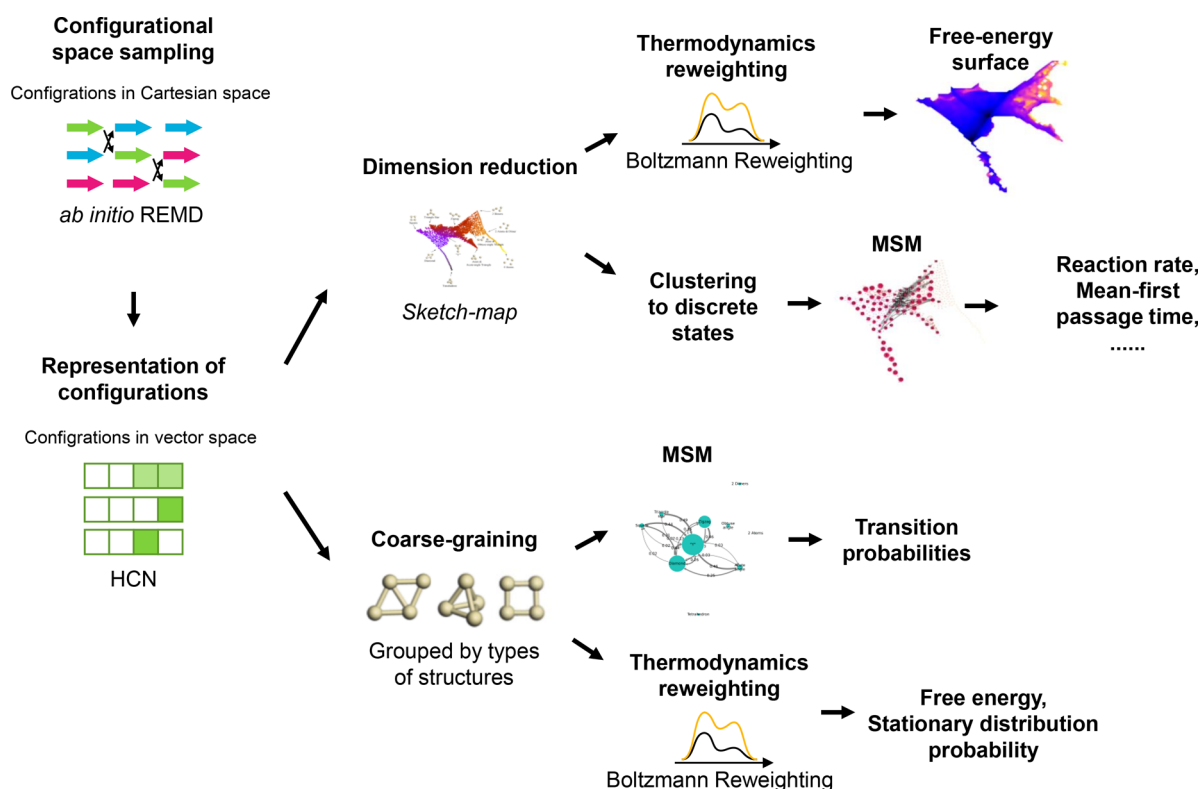 Configurational
space sampling
Configrations in Cartesian space
ab initio REMD
Representation of
configurations
Configrations in vector space
HCN
Dimension reduction
Sketch-map
Thermodynamics
reweighting
Boltzmann Reweighting
Free-energy
surface
Clustering
to discrete
states
MSM
Reaction rate,
Mean-first
passage time,
......
Coarse-graining
Grouped by types
of structures
MSM
2 Dimers
Tetrahedron
Transition
probabilities
Thermodynamics
reweighting
Boltzmann Reweighting
Free energy,
Stationary distribution
probability